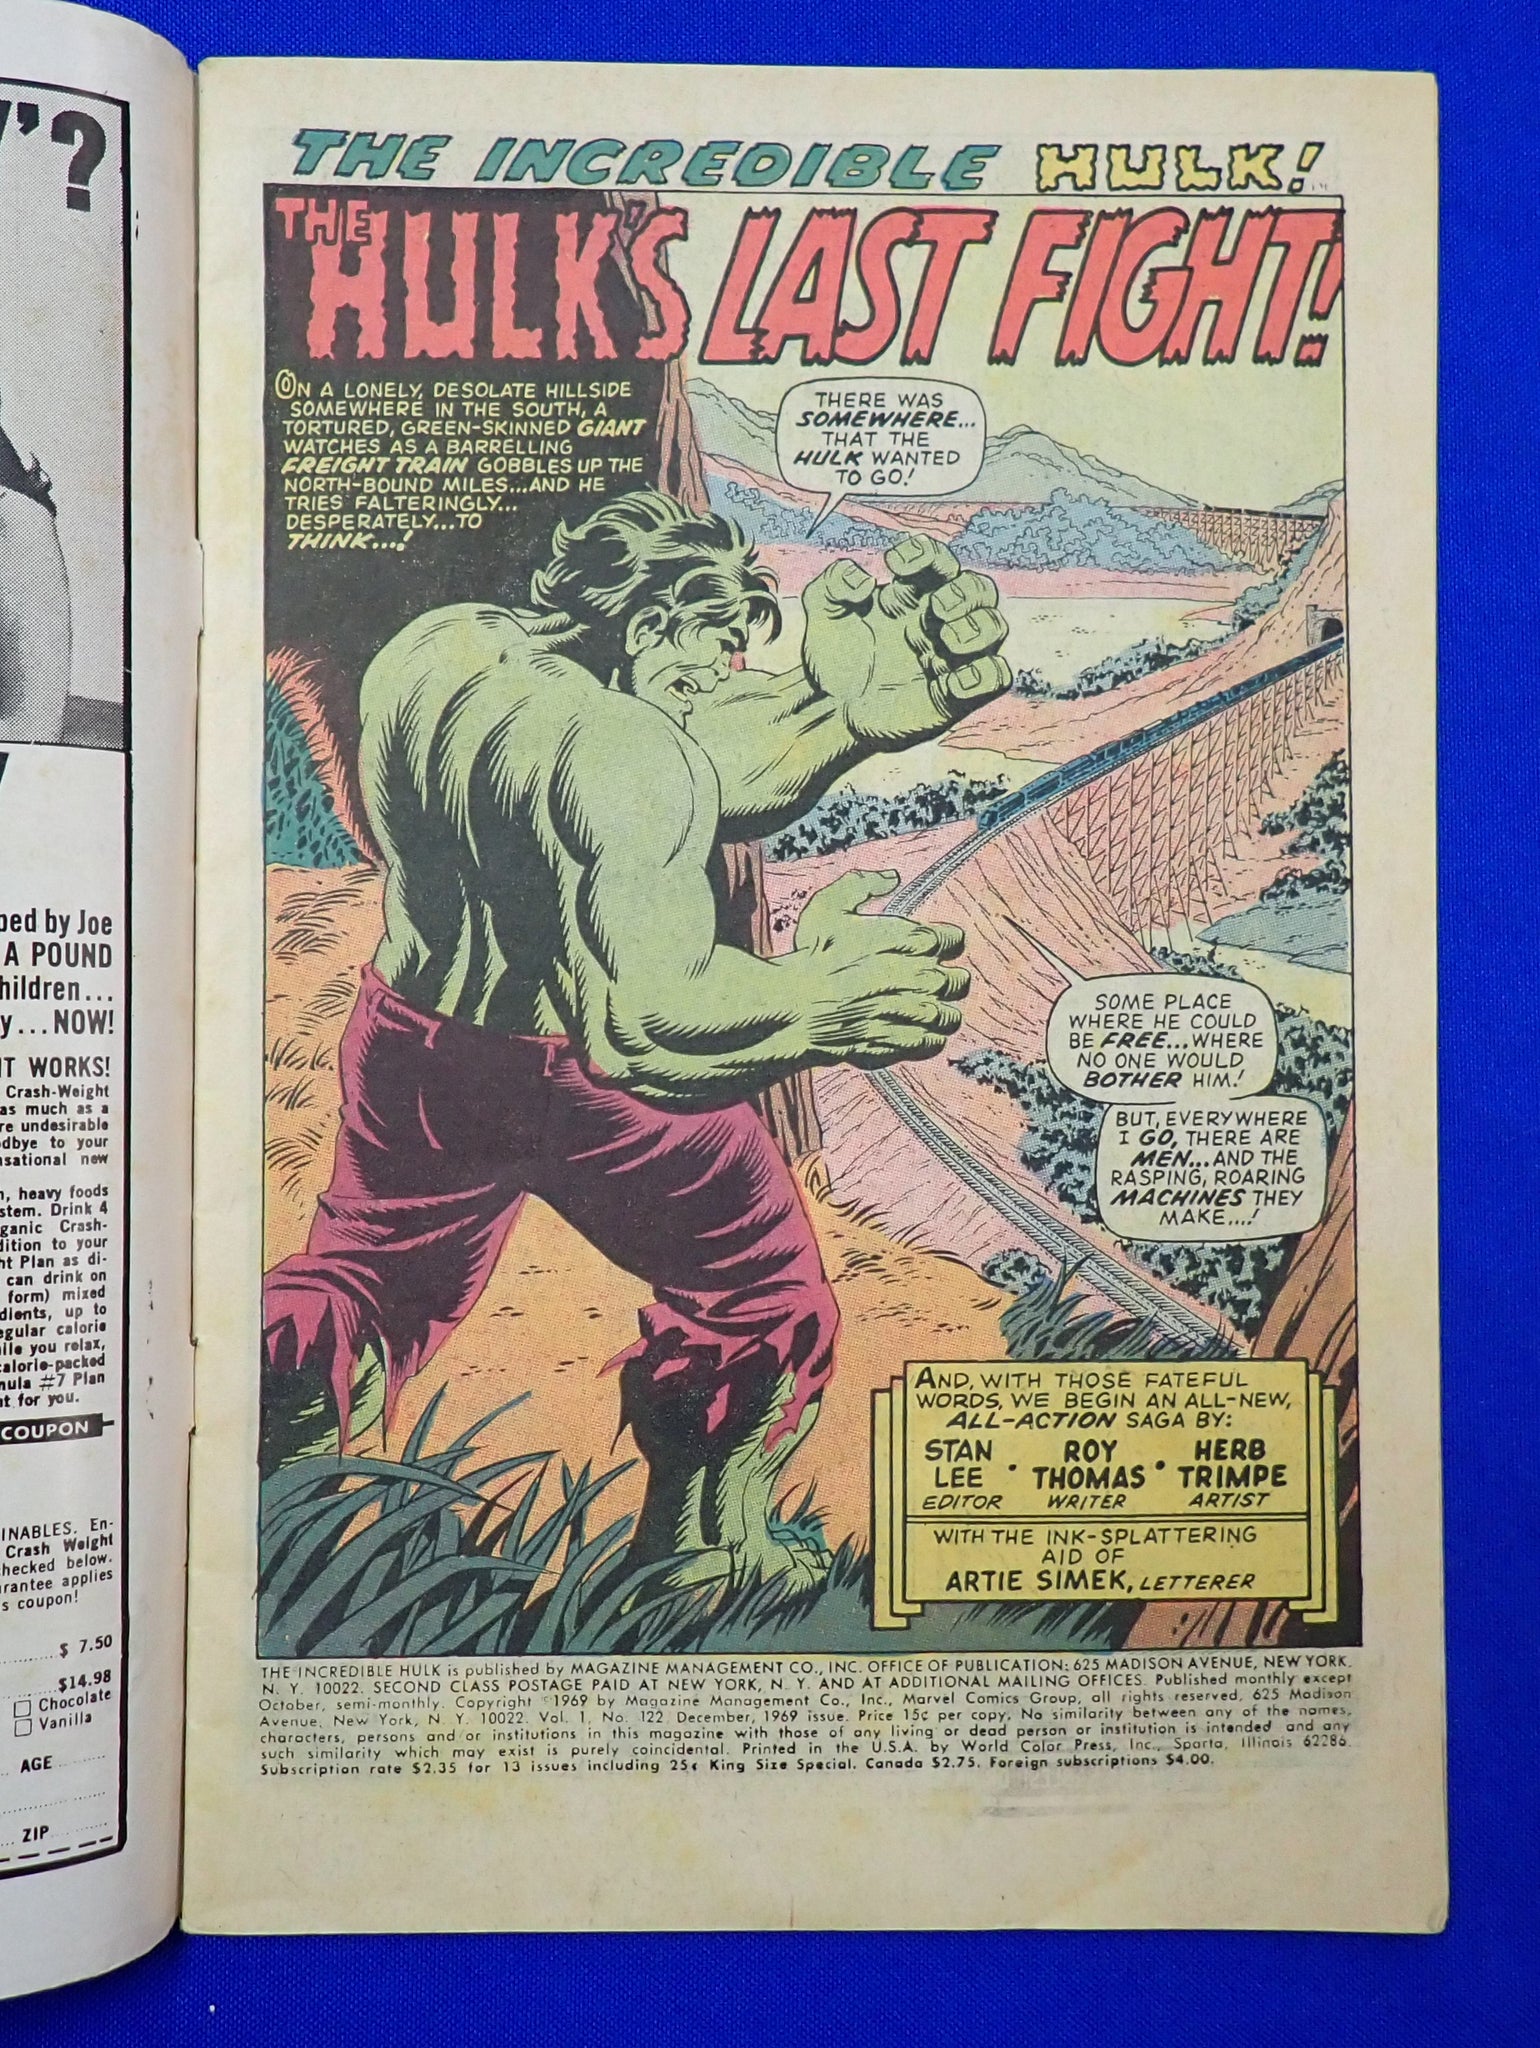 '?
ped by Joe
A POUND
hildren...
y...NOW!
IT WORKS!
Crash-Weight
as much as a
re undesirable
dbye to your
nsational new
n, heavy foods
stem. Drink 4
ganic Crash-
dition to your
ht Plan as di-
can drink on
form) mixed
dients, up to
egular calorie
ile you relax,
calorie-packed
mula #7 Plan
nt for you.
COUPON
INABLES. En-
Crash Weight
hecked below.
arantee applies
s coupon!
$ 7.50
$14.98
Chocolate
Vanilla
AGE
ZIP
THE INCREDIBLE HULK!
THE HULK'S LAST FIGHT!
ON A LONELY, DESOLATE HILLSIDE
SOMEWHERE IN THE SOUTH, A
TORTURED, GREEN-SKINNED GIANT
WATCHES AS A BARRELLING
FREIGHT TRAIN GOBBLES UP THE
NORTH-BOUND MILES...AND HE
TRIES FALTERINGLY...
DESPERATELY...TO
THINK...!
THERE WAS
SOMEWHERE...
THAT THE
HULK WANTED
TO GO!
SOME PLACE
WHERE HE COULD
BE FREE...WHERE
NO ONE WOULD
BOTHER HIM!
BUT, EVERYWHERE
I GO, THERE ARE
MEN...AND THE
RASPING, ROARING
MACHINES THEY
MAKE...!
AND, WITH THOSE FATEFUL
WORDS, WE BEGIN AN ALL-NEW,
ALL-ACTION SAGA BY:
STAN LEE • ROY THOMAS • HERB TRIMPE
EDITOR WRITER ARTIST
WITH THE INK-SPLATTERING
AID OF
ARTIE SIMEK, LETTERER
THE INCREDIBLE HULK is published by MAGAZINE MANAGEMENT CO., INC. OFFICE OF PUBLICATION: 625 MADISON AVENUE, NEW YORK,
N. Y. 10022. SECOND CLASS POSTAGE PAID AT NEW YORK, N. Y. AND AT ADDITIONAL MAILING OFFICES. Published monthly except
October, semi-monthly. Copyright ©1969 by Magazine Management Co., Inc., Marvel Comics Group, all rights reserved, 625 Madison
Avenue, New York, N. Y. 10022. Vol. 1, No. 122, December, 1969 issue. Price 15¢ per copy. No similarity between any of the names,
characters, persons and/or institutions in this magazine with those of any living or dead person or institution is intended and any
such similarity which may exist is purely coincidental. Printed in the U.S.A. by World Color Press, Inc., Sparta, Illinois 62286.
Subscription rate $2.35 for 13 issues including 25¢ King Size Special. Canada $2.75. Foreign subscriptions $4.00.